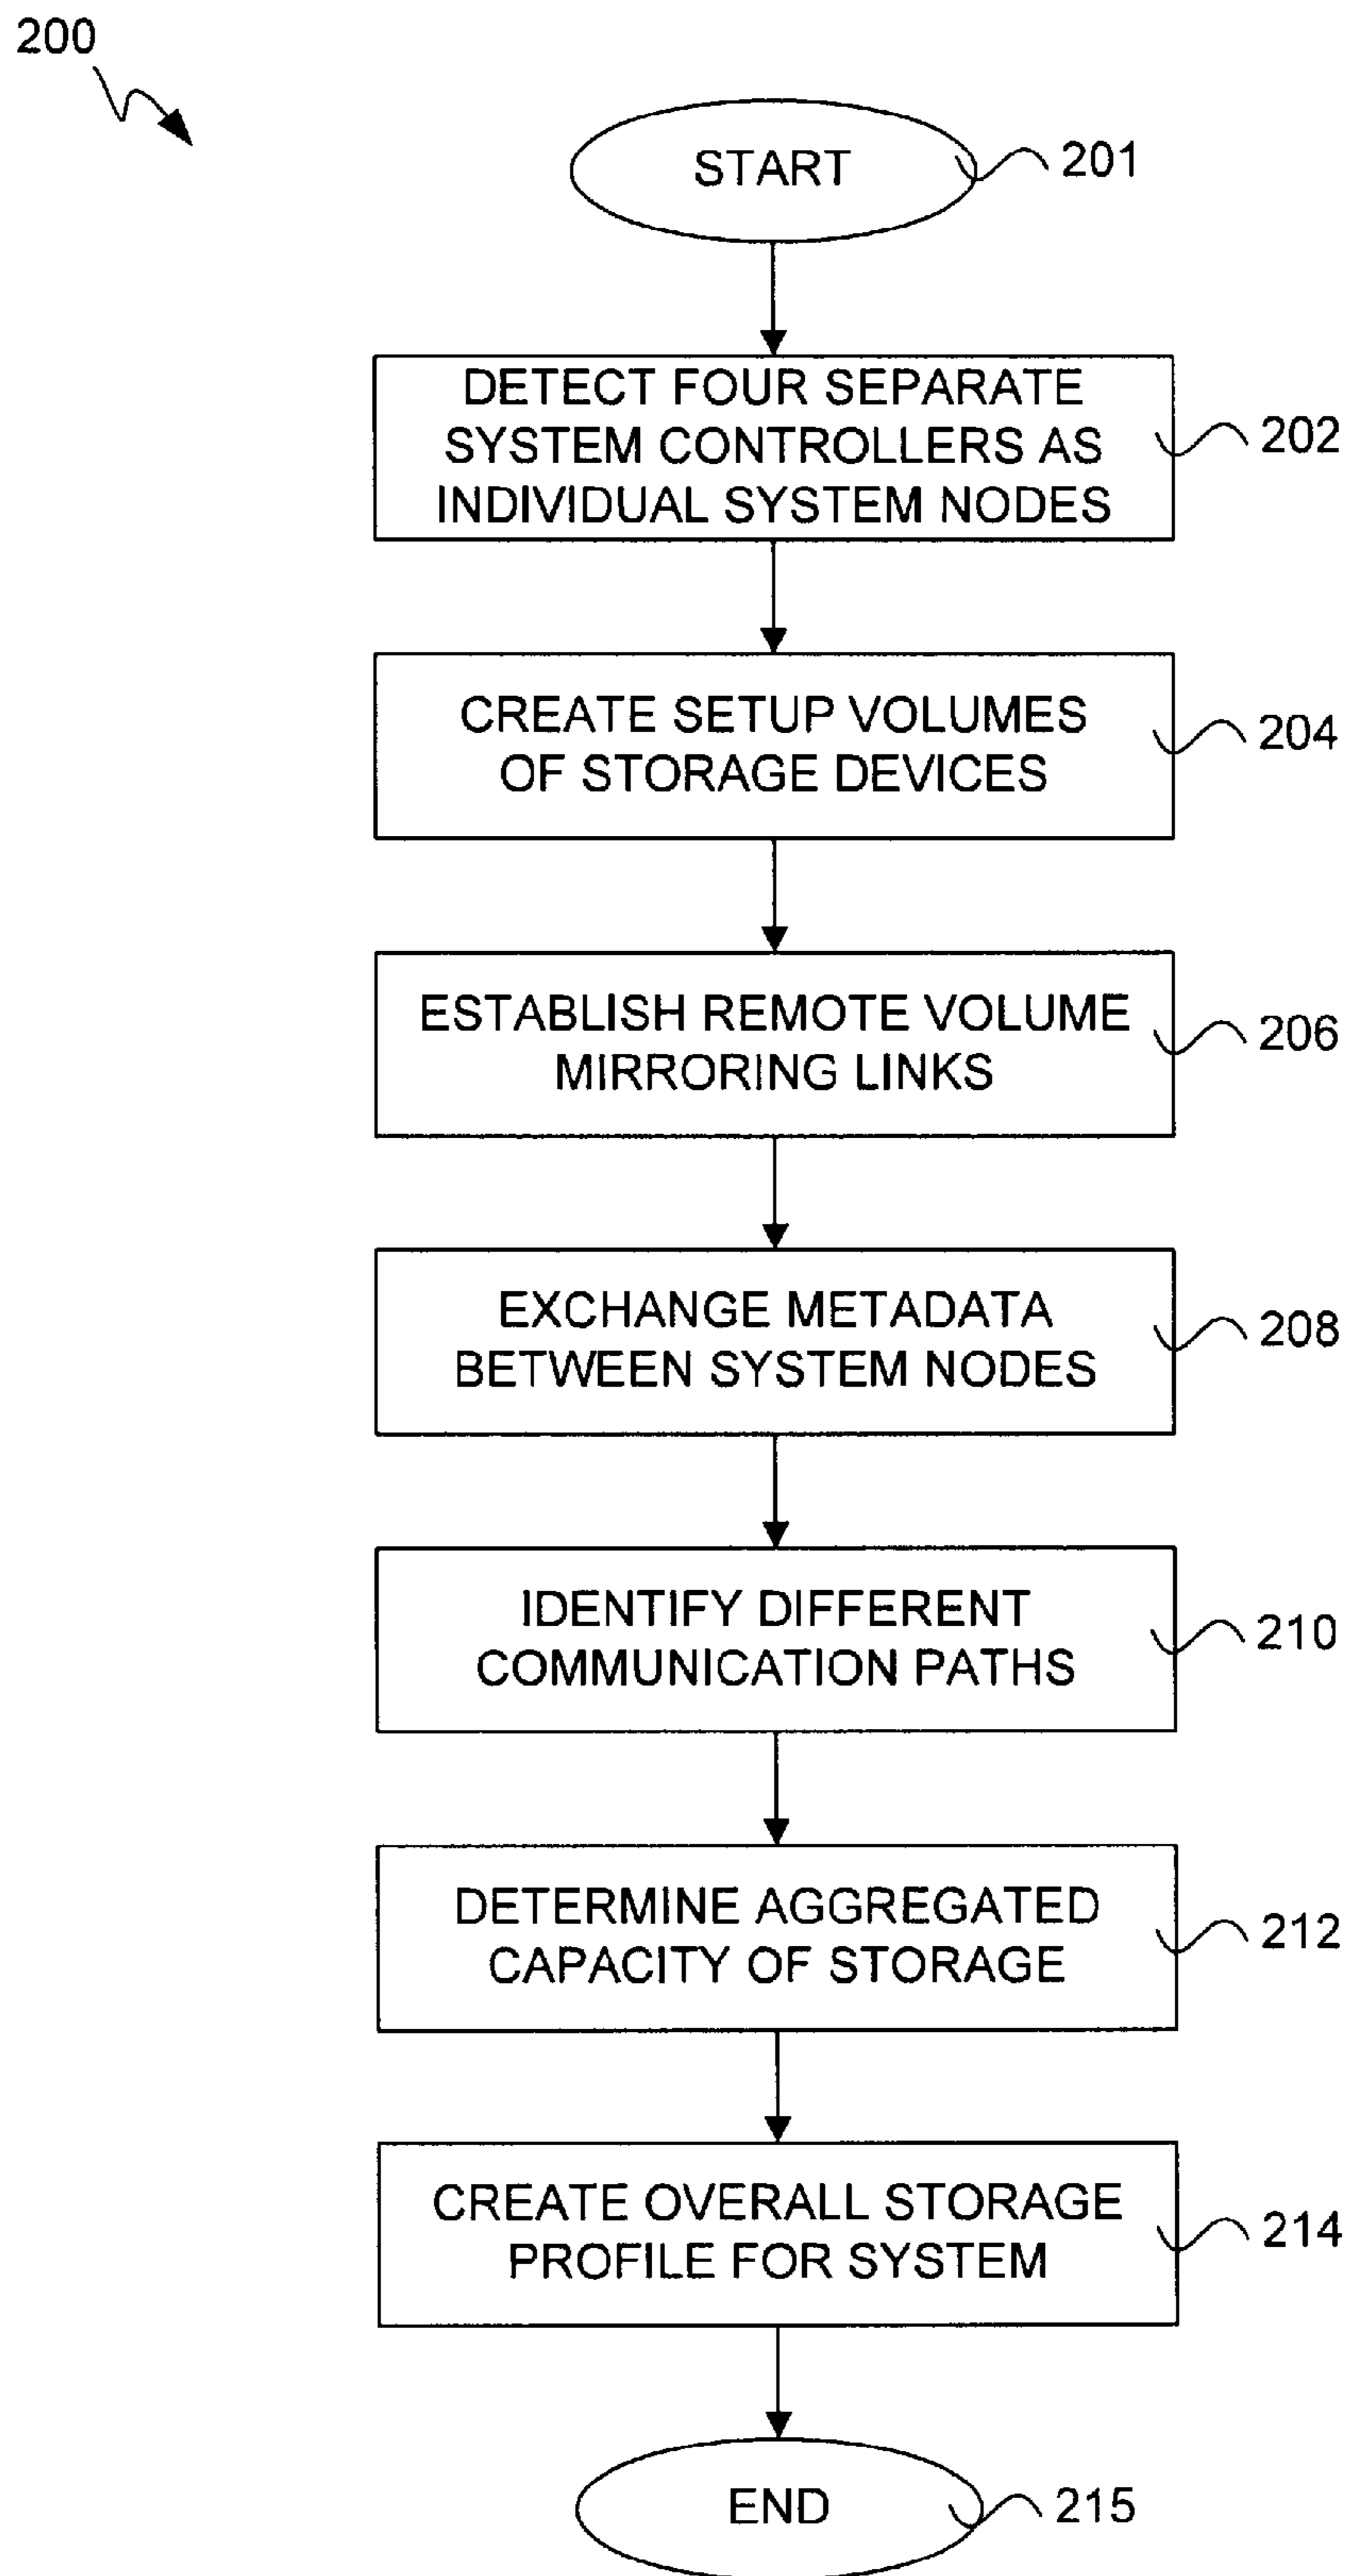 200
START
201
DETECT FOUR SEPARATE
SYSTEM CONTROLLERS AS
INDIVIDUAL SYSTEM NODES
202
CREATE SETUP VOLUMES
OF STORAGE DEVICES
204
ESTABLISH REMOTE VOLUME
MIRRORING LINKS
206
EXCHANGE METADATA
BETWEEN SYSTEM NODES
208
IDENTIFY DIFFERENT
COMMUNICATION PATHS
210
DETERMINE AGGREGATED
CAPACITY OF STORAGE
212
CREATE OVERALL STORAGE
PROFILE FOR SYSTEM
214
END
215